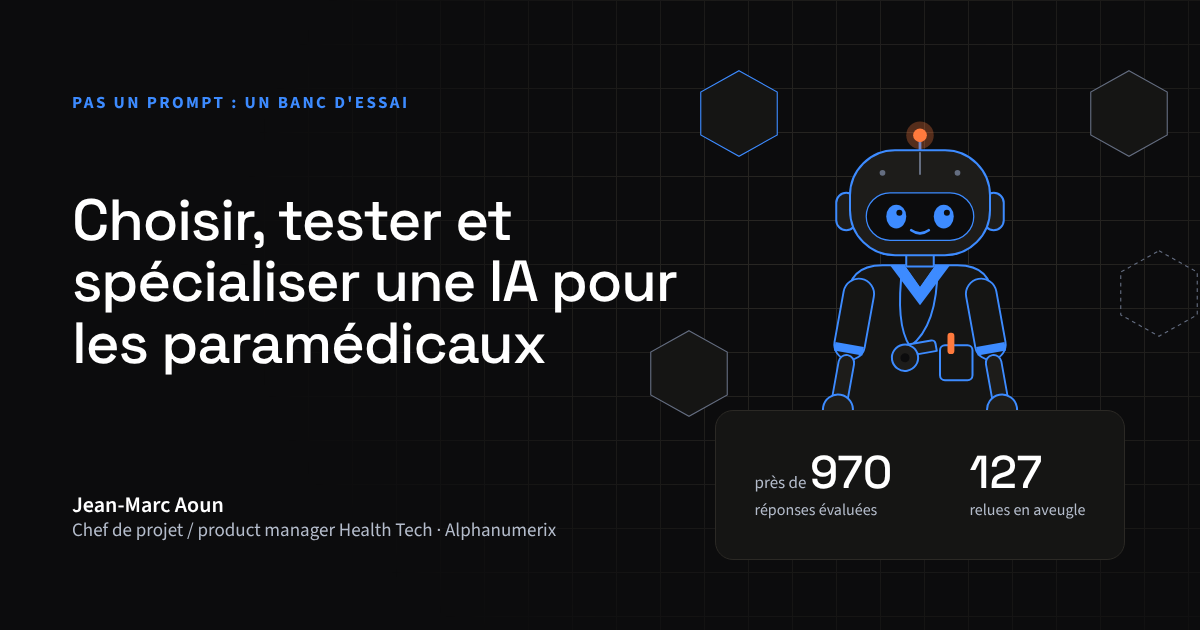 PAS UN PROMPT : UN BANC D'ESSAI
Choisir, tester et
spécialiser une IA pour
les paramédicaux
Jean-Marc Aoun
Chef de projet / product manager Health Tech · Alphanumerix
près de 970
réponses évaluées
127
relues en aveugle